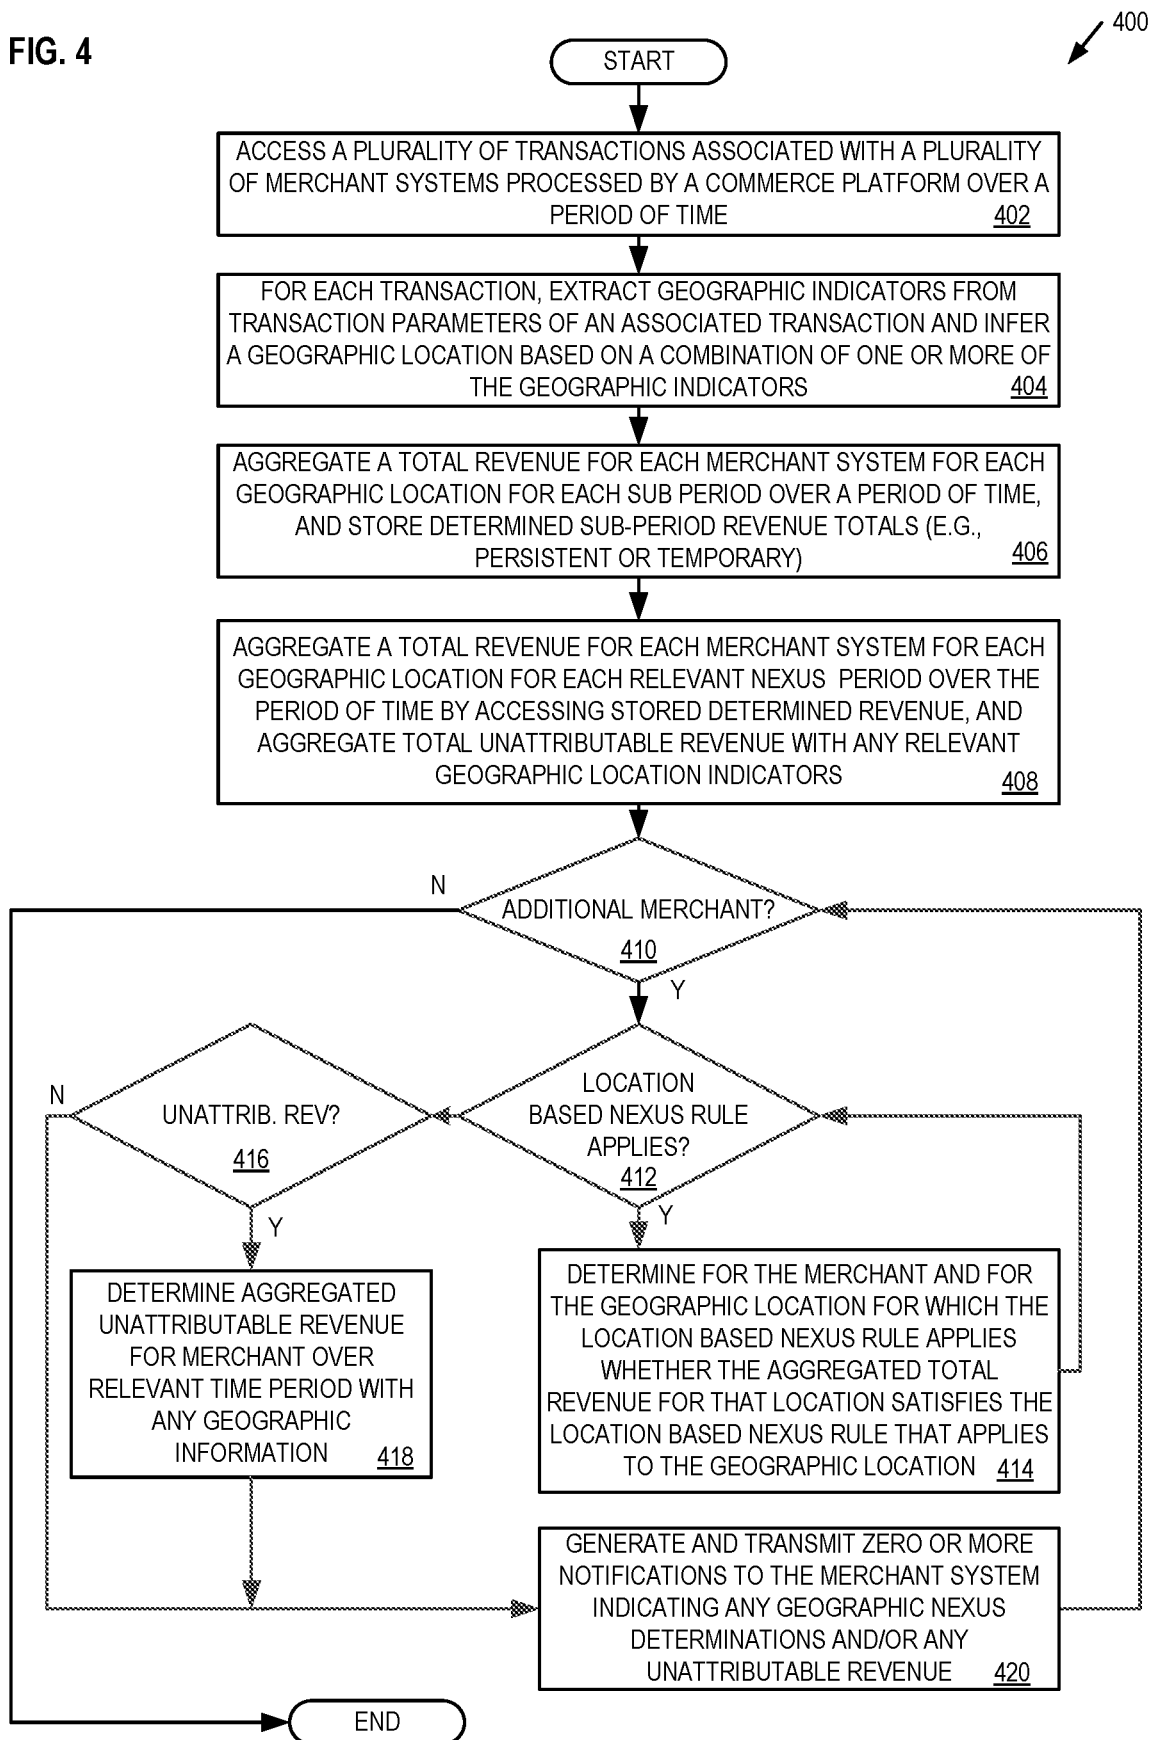 FIG. 4
400
START
ACCESS A PLURALITY OF TRANSACTIONS ASSOCIATED WITH A PLURALITY
OF MERCHANT SYSTEMS PROCESSED BY A COMMERCE PLATFORM OVER A
PERIOD OF TIME 402
FOR EACH TRANSACTION, EXTRACT GEOGRAPHIC INDICATORS FROM
TRANSACTION PARAMETERS OF AN ASSOCIATED TRANSACTION AND INFER
A GEOGRAPHIC LOCATION BASED ON A COMBINATION OF ONE OR MORE OF
THE GEOGRAPHIC INDICATORS 404
AGGREGATE A TOTAL REVENUE FOR EACH MERCHANT SYSTEM FOR EACH
GEOGRAPHIC LOCATION FOR EACH SUB PERIOD OVER A PERIOD OF TIME,
AND STORE DETERMINED SUB-PERIOD REVENUE TOTALS (E.G.,
PERSISTENT OR TEMPORARY) 406
AGGREGATE A TOTAL REVENUE FOR EACH MERCHANT SYSTEM FOR EACH
GEOGRAPHIC LOCATION FOR EACH RELEVANT NEXUS PERIOD OVER THE
PERIOD OF TIME BY ACCESSING STORED DETERMINED REVENUE, AND
AGGREGATE TOTAL UNATTRIBUTABLE REVENUE WITH ANY RELEVANT
GEOGRAPHIC LOCATION INDICATORS 408
N
ADDITIONAL MERCHANT?
410
Y
LOCATION
BASED NEXUS RULE
APPLIES?
412
Y
N
UNATTRIB. REV?
416
Y
DETERMINE AGGREGATED
UNATTRIBUTABLE REVENUE
FOR MERCHANT OVER
RELEVANT TIME PERIOD WITH
ANY GEOGRAPHIC
INFORMATION 418
DETERMINE FOR THE MERCHANT AND FOR
THE GEOGRAPHIC LOCATION FOR WHICH THE
LOCATION BASED NEXUS RULE APPLIES
WHETHER THE AGGREGATED TOTAL
REVENUE FOR THAT LOCATION SATISFIES THE
LOCATION BASED NEXUS RULE THAT APPLIES
TO THE GEOGRAPHIC LOCATION 414
GENERATE AND TRANSMIT ZERO OR MORE
NOTIFICATIONS TO THE MERCHANT SYSTEM
INDICATING ANY GEOGRAPHIC NEXUS
DETERMINATIONS AND/OR ANY
UNATTRIBUTABLE REVENUE 420
END